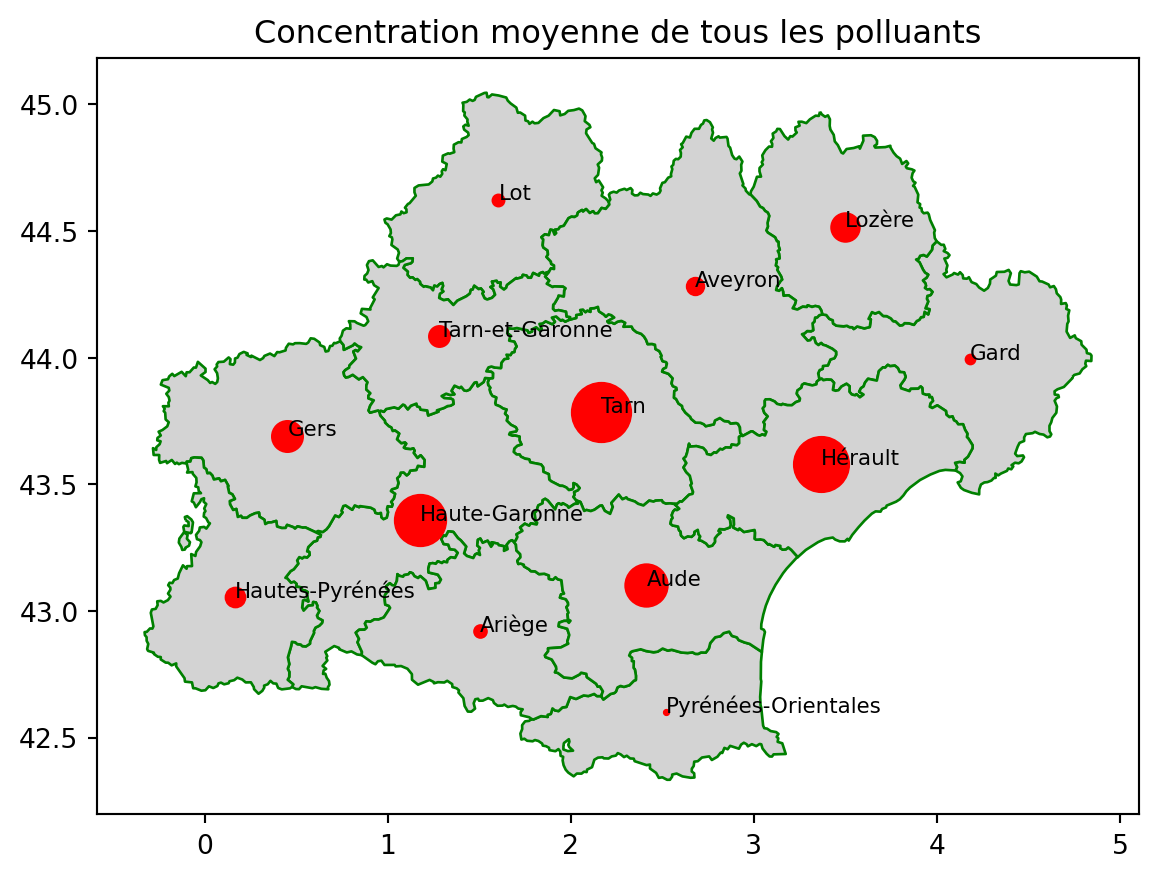 Concentration moyenne de tous les polluants
45.0
44.5
44.0
43.5
43.0
42.5
Lot
Lozère
Aveyron
Tarn-et-Garonne
Gard
Tarn
Gers
Hérault
Haute-Garonne
Aude
Hautes-Pyrénées
Ariège
Pyrénées-Orientales
0 1 2 3 4 5